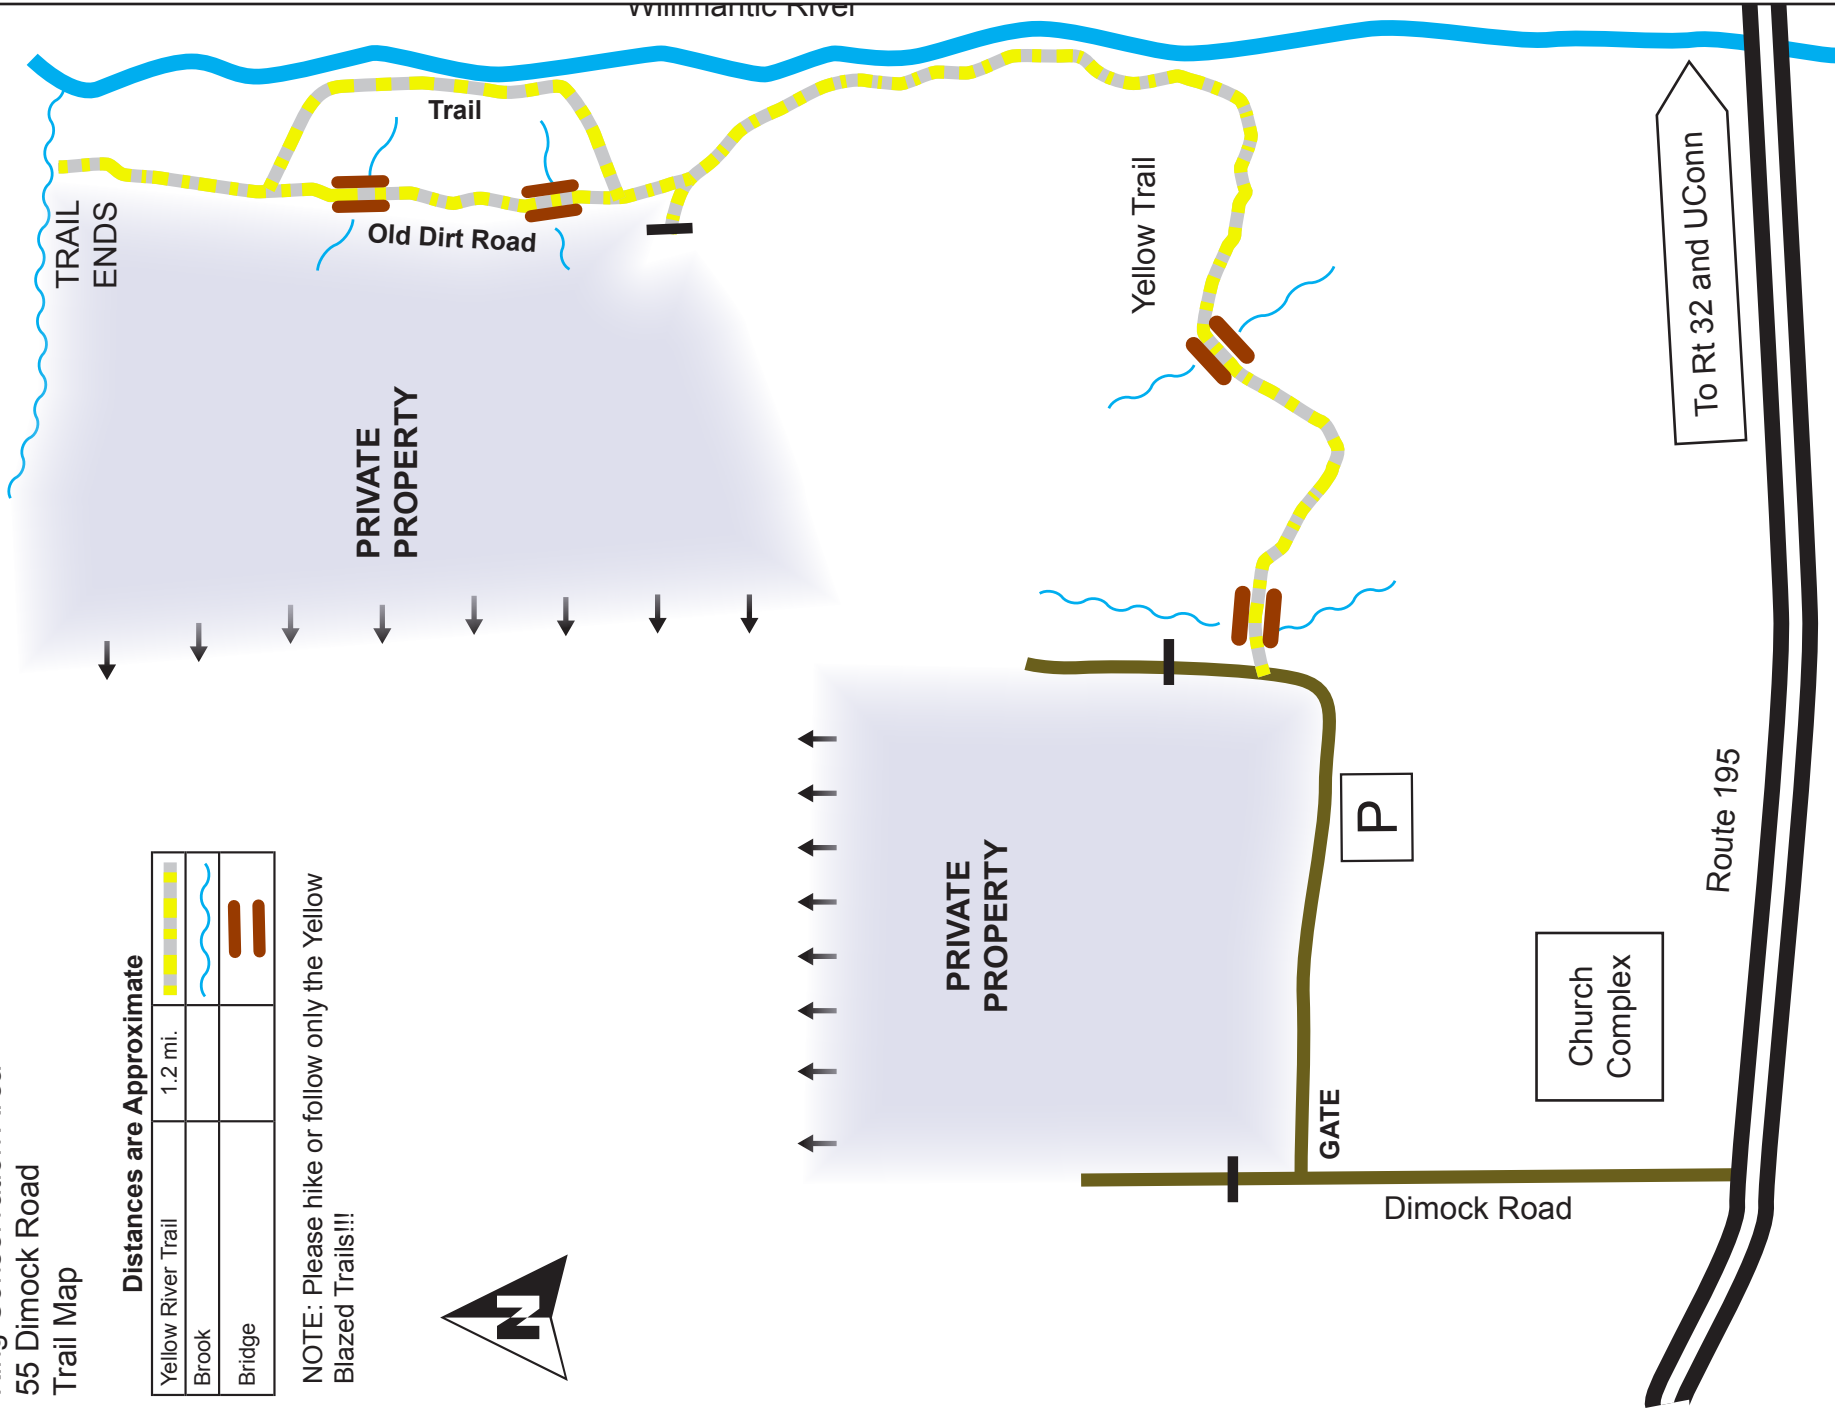 55 Dimock Road
Trail Map
Distances are Approximate
Yellow River Trail 1.2 mi.
Brook
Bridge
NOTE: Please hike or follow only the Yellow
Blazed Trails!!!
N
TRAIL
ENDS
Willimantic River
Trail
Old Dirt Road
PRIVATE
PROPERTY
Yellow Trail
To Rt 32 and UConn
PRIVATE
PROPERTY
P
Route 195
Church
Complex
GATE
Dimock Road